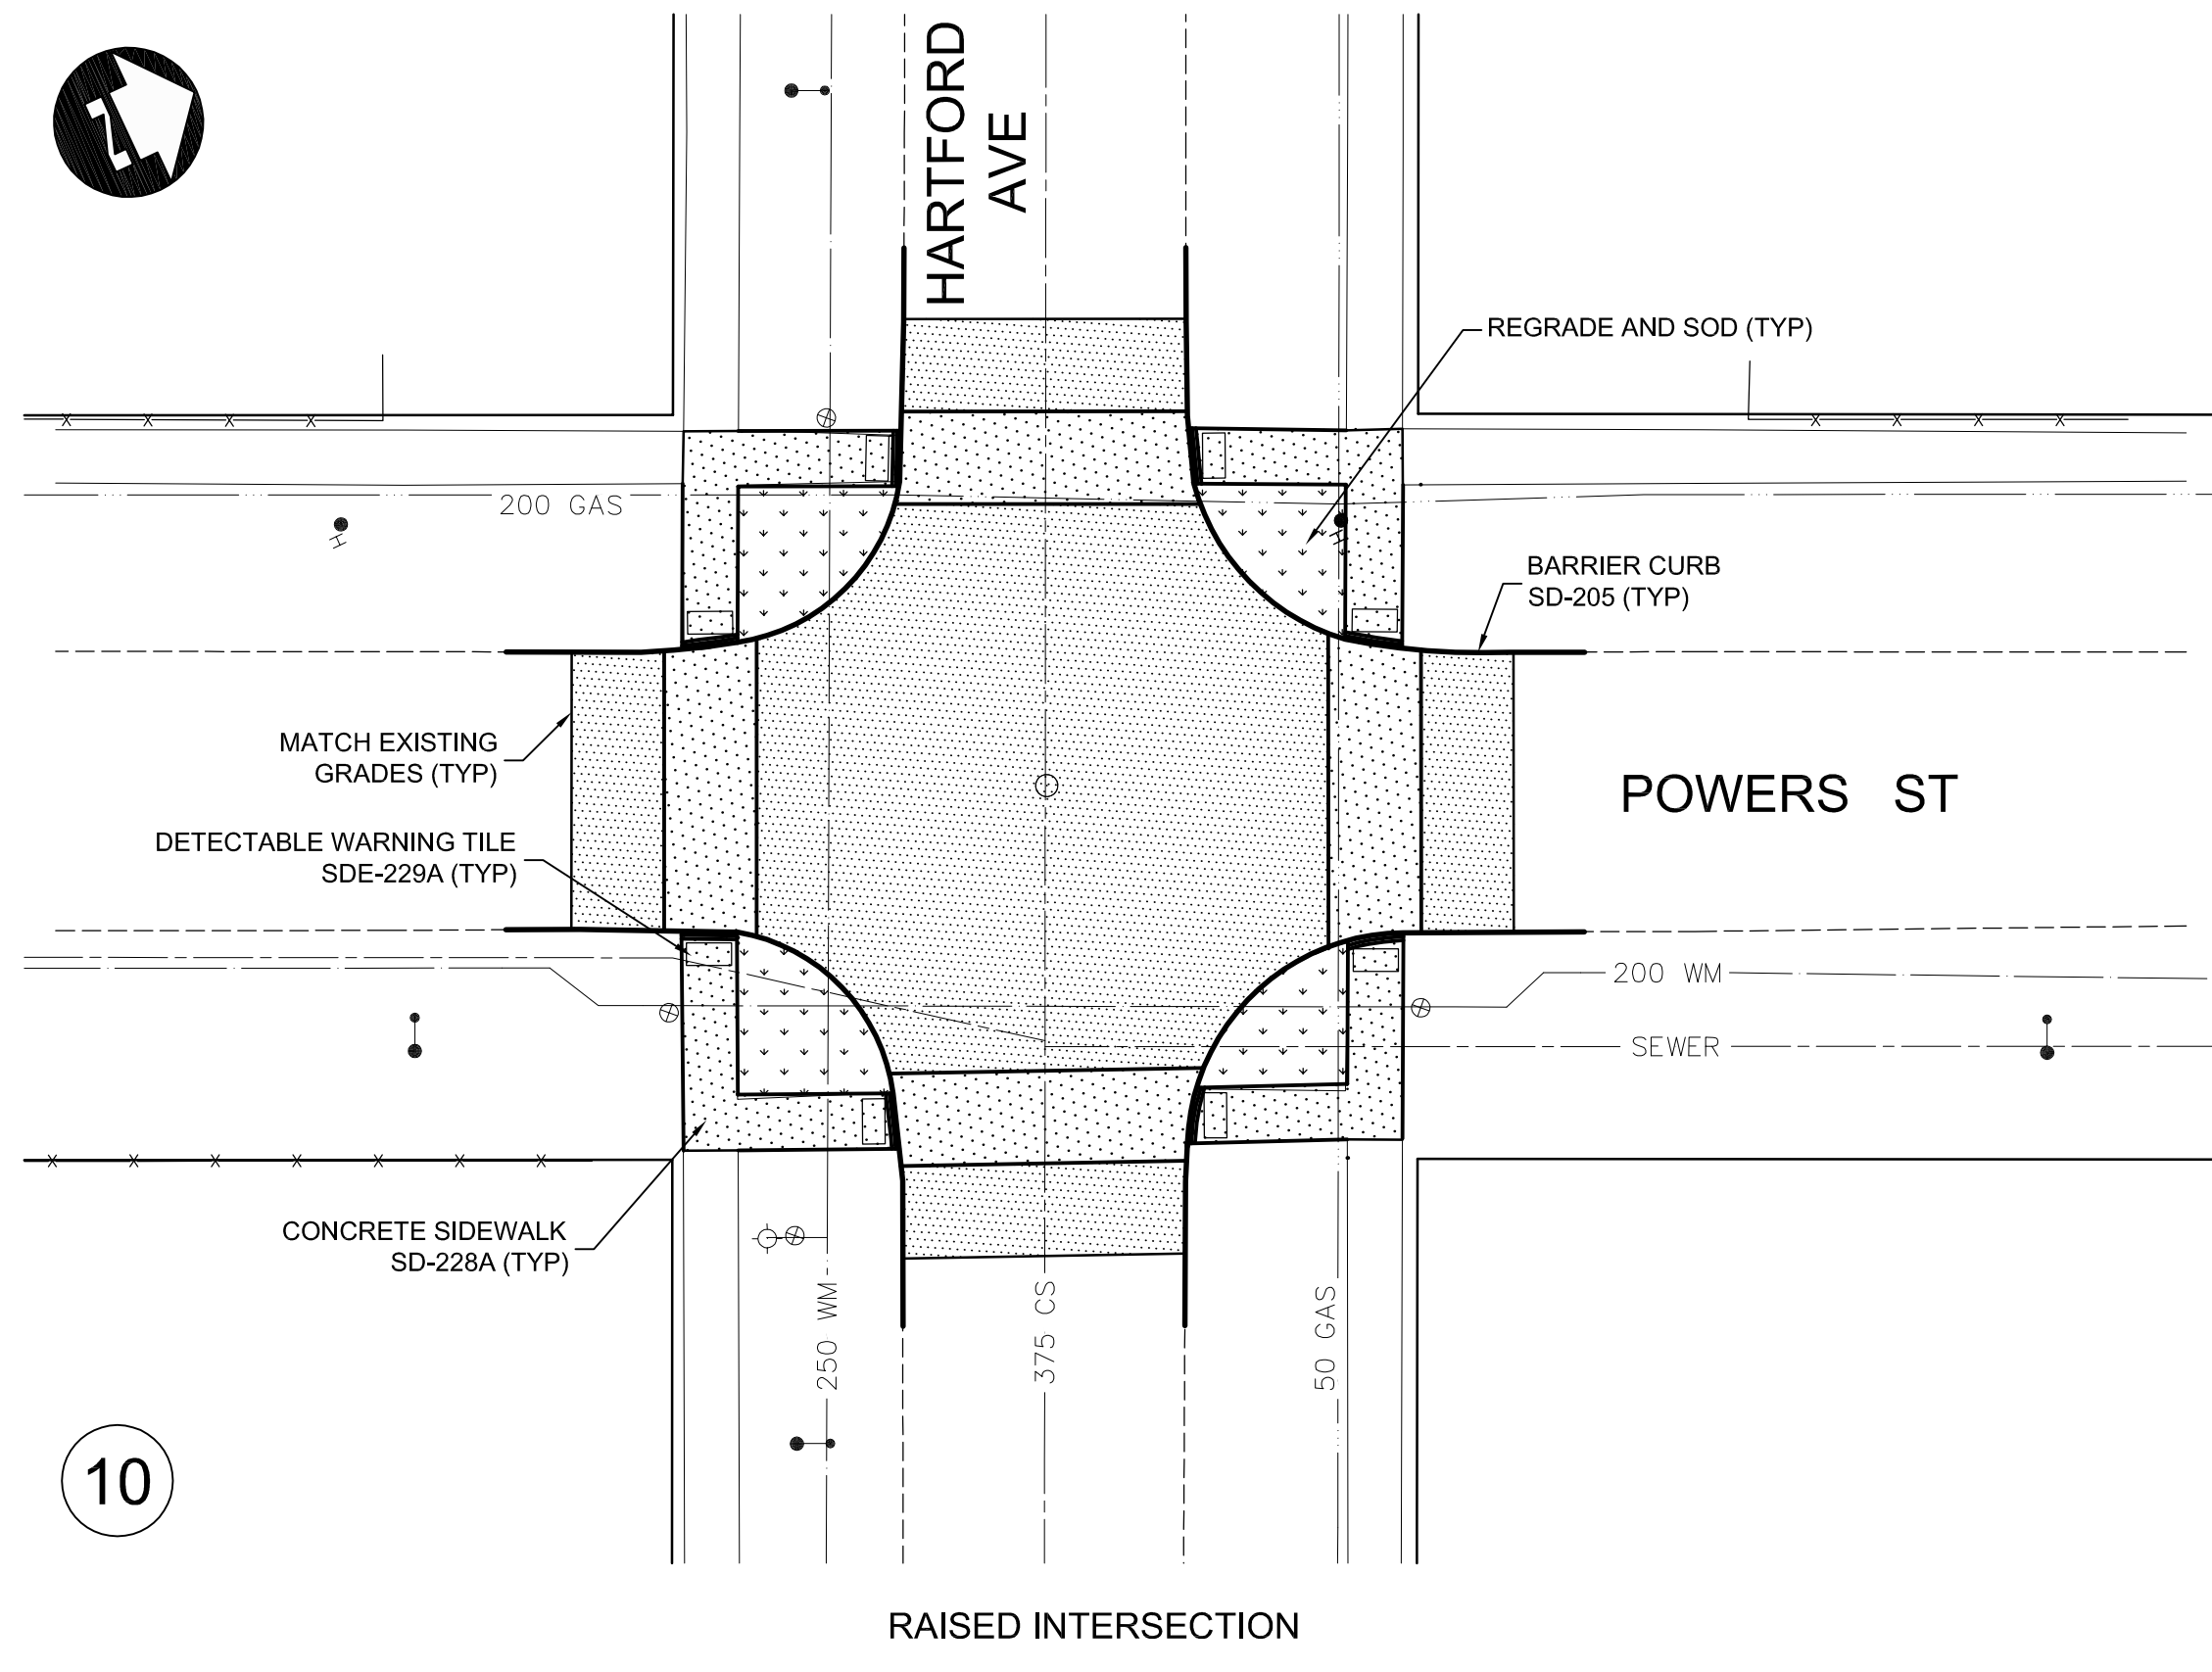 HARTFORD
AVE
REGRADE AND SOD (TYP)
200 GAS
BARRIER CURB
SD-205 (TYP)
MATCH EXISTING
GRADES (TYP)
POWERS ST
DETECTABLE WARNING TILE
SDE-229A (TYP)
200 WM
SEWER
CONCRETE SIDEWALK
SD-228A (TYP)
250 WM
375 CS
50 GAS
10
RAISED INTERSECTION